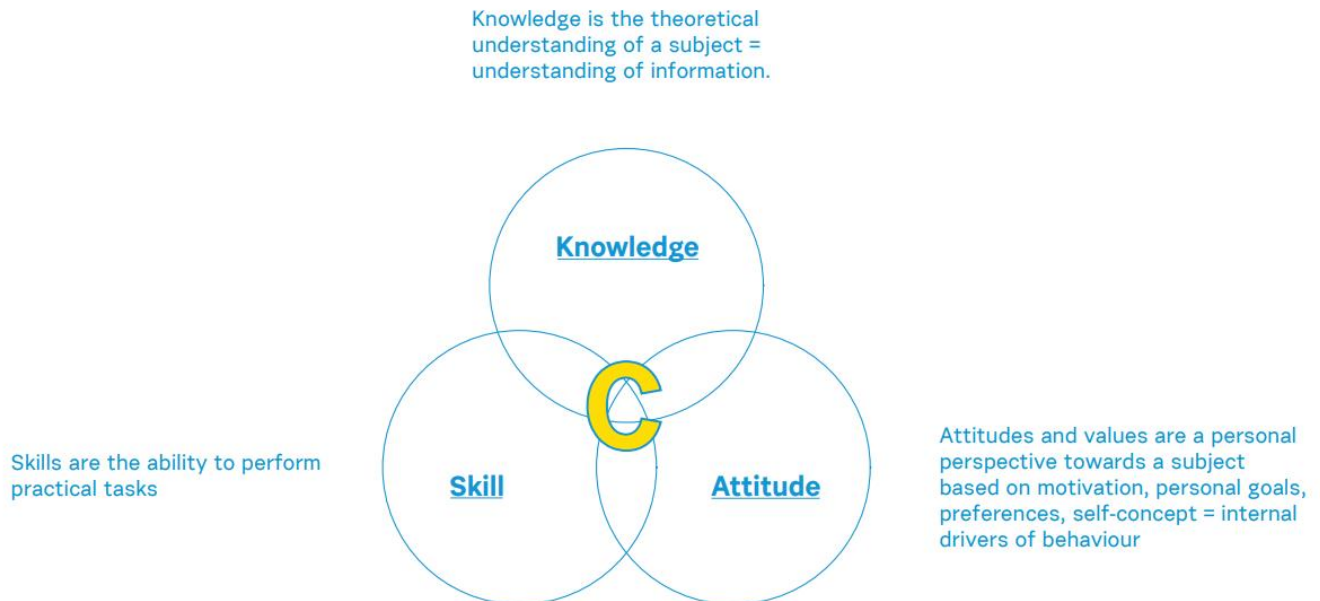 Knowledge is the theoretical
understanding of a subject =
understanding of information.
Knowledge
C
Skill
Attitude
Skills are the ability to perform
practical tasks
Attitudes and values are a personal
perspective towards a subject
based on motivation, personal goals,
preferences, self-concept = internal
drivers of behaviour